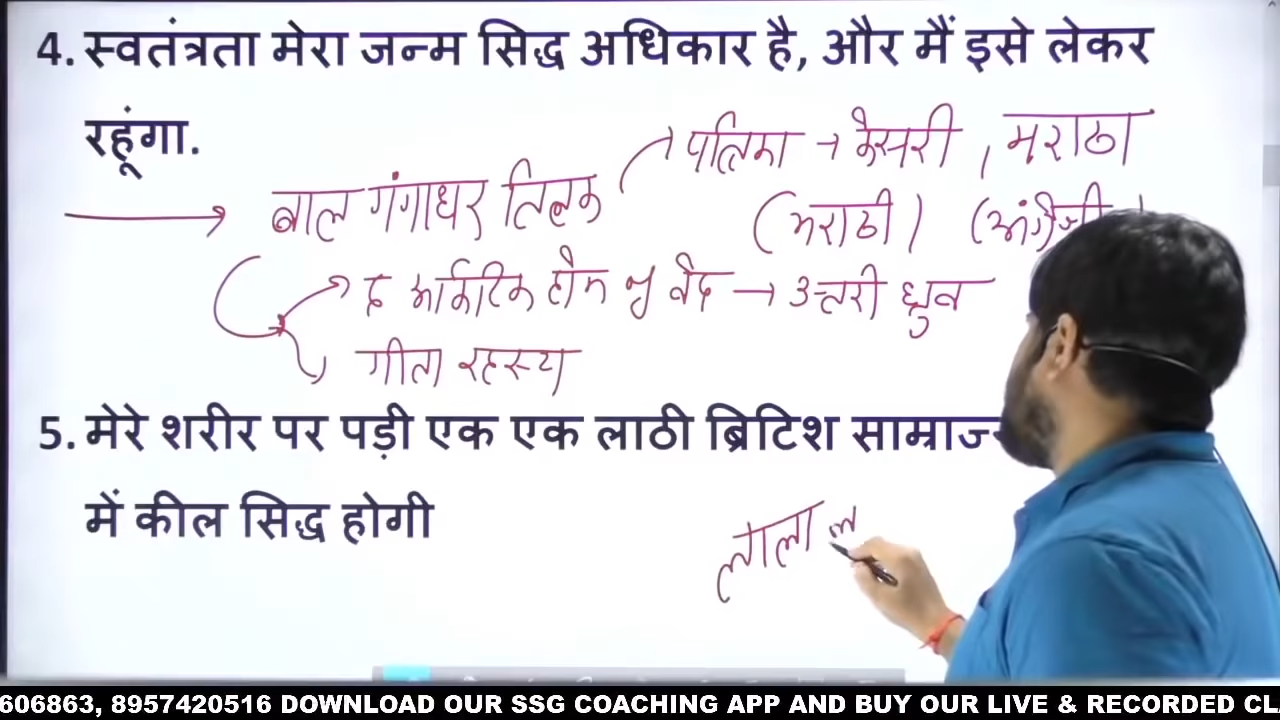 4. स्वतंत्रता मेरा जन्म सिद्ध अधिकार है, और मैं इसे लेकर
रहूंगा.
→ पत्रिका → केसरी , मराठा
→ बाल गंगाधर तिलक
(मराठी) (अंग्रेजी)
→ द आर्कटिक होम ऑफ वेद → उत्तरी ध्रुव
गीता रहस्य
5. मेरे शरीर पर पड़ी एक एक लाठी ब्रिटिश
में कील सिद्ध होगी
लाला ल
606863, 8957420516 DOWNLOAD OUR SSG COACHING APP AND BUY OUR LIVE & RECORDED CL